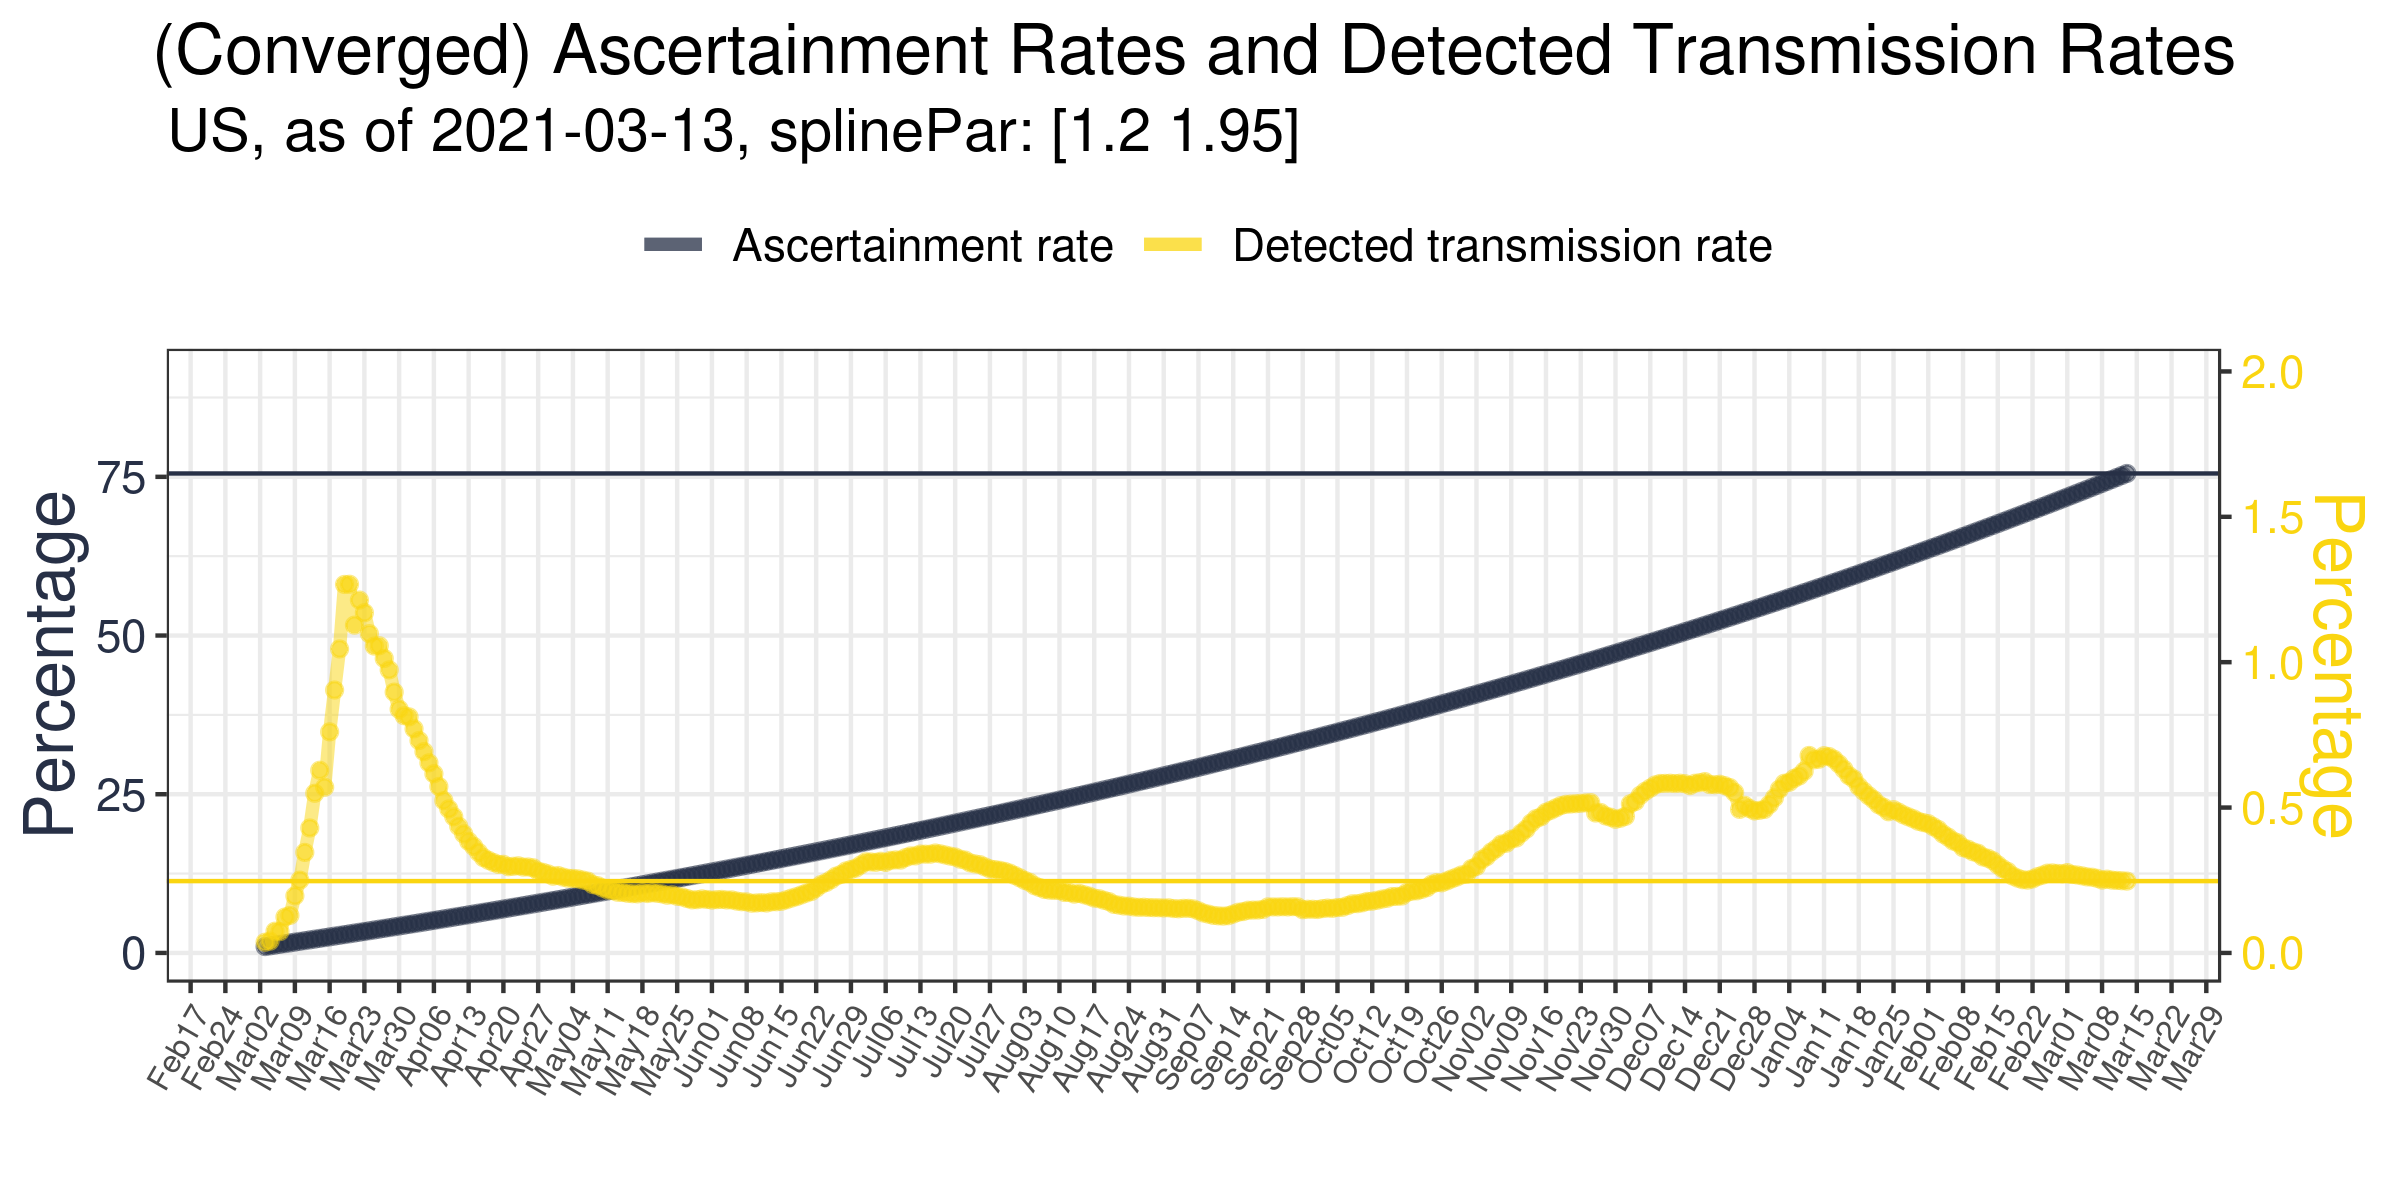 (Converged) Ascertainment Rates and Detected Transmission Rates
US, as of 2021-03-13, splinePar: [1.2 1.95]
Ascertainment rate Detected transmission rate
Percentage
75
50
25
0
2.0
1.5
1.0
0.5
0.0
Percentage
Feb17 Feb24 Mar02 Mar09 Mar16 Mar23 Mar30 Apr06 Apr13 Apr20 Apr27 May04 May11 May18 May25 Jun01 Jun08 Jun15 Jun22 Jun29 Jul06 Jul13 Jul20 Jul27 Aug03 Aug10 Aug17 Aug24 Aug31 Sep07 Sep14 Sep21 Sep28 Oct05 Oct12 Oct19 Oct26 Nov02 Nov09 Nov16 Nov23 Nov30 Dec07 Dec14 Dec21 Dec28 Jan04 Jan11 Jan18 Jan25 Feb01 Feb08 Feb15 Feb22 Mar01 Mar08 Mar15 Mar22 Mar29